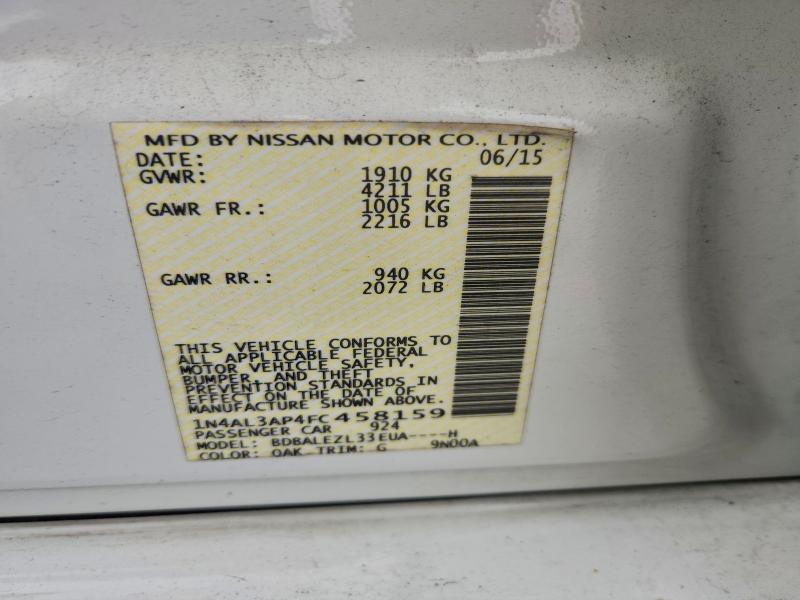 MFD BY NISSAN MOTOR CO., LTD.
DATE: 06/15
GVWR: 1910 KG
4211 LB
GAWR FR.: 1005 KG
2216 LB
GAWR RR.: 940 KG
2072 LB
THIS VEHICLE CONFORMS TO
ALL APPLICABLE FEDERAL
MOTOR VEHICLE SAFETY,
BUMPER, AND THEFT
PREVENTION STANDARDS IN
EFFECT ON THE DATE OF
MANUFACTURE SHOWN ABOVE.
1N4AL3AP4FC458159
PASSENGER CAR 924
MODEL: BDBALEZL33EUA----H
COLOR: QAK TRIM: G 9N00A